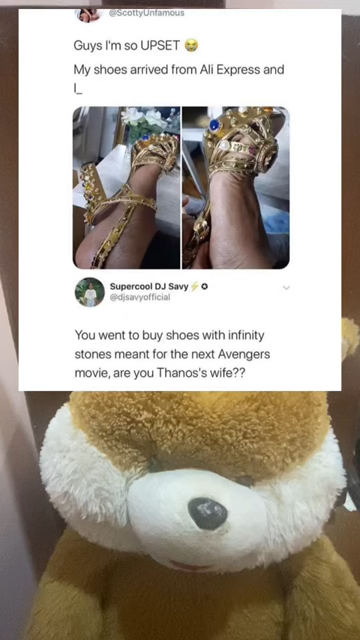 @ScottyUnfamous
Guys I'm so UPSET 😭
My shoes arrived from Ali Express and
I_
Supercool DJ Savy⚡✪
@djsavyofficial
You went to buy shoes with infinity
stones meant for the next Avengers
movie, are you Thanos's wife??